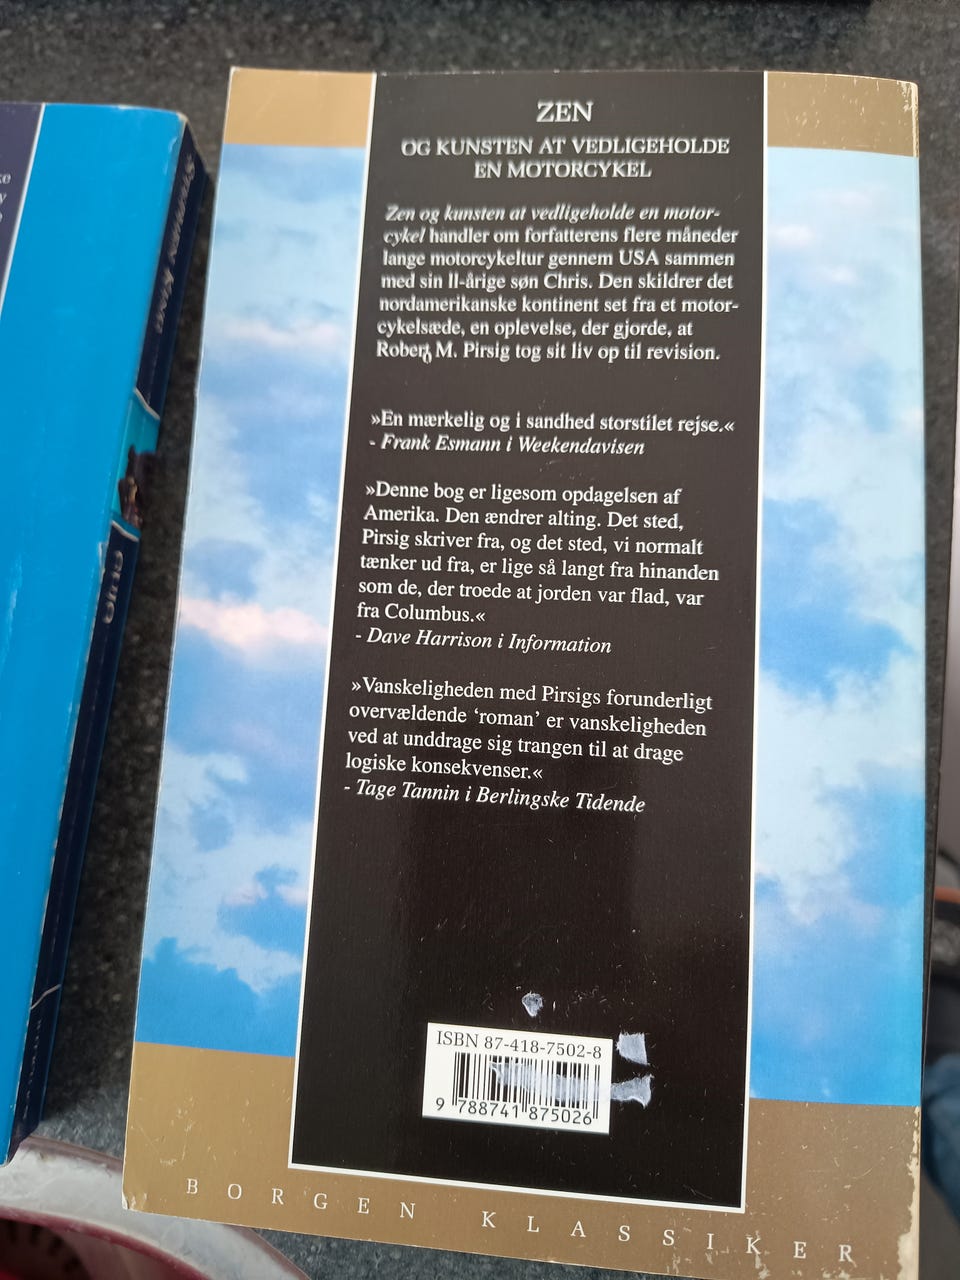 ZEN
OG KUNSTEN AT VEDLIGEHOLDE
EN MOTORCYKEL
Zen og kunsten at vedligeholde en motor-
cykel handler om forfatterens flere måneder
lange motorcykeltur gennem USA sammen
med sin 11-årige søn Chris. Den skildrer det
nordamerikanske kontinent set fra et motor-
cykelsæde, en oplevelse, der gjorde, at
Robert M. Pirsig tog sit liv op til revision.
»En mærkelig og i sandhed storstilet rejse.«
- Frank Esmann i Weekendavisen
»Denne bog er ligesom opdagelsen af
Amerika. Den ændrer alting. Det sted,
Pirsig skriver fra, og det sted, vi normalt
tænker ud fra, er lige så langt fra hinanden
som de, der troede at jorden var flad, var
fra Columbus.«
- Dave Harrison i Information
»Vanskeligheden med Pirsigs forunderligt
overvældende ‘roman’ er vanskeligheden
ved at unddrage sig trangen til at drage
logiske konsekvenser.«
- Tage Tannin i Berlingske Tidende
ISBN 87-418-7502-8
9 788741 875026
BORGEN KLASSIKER